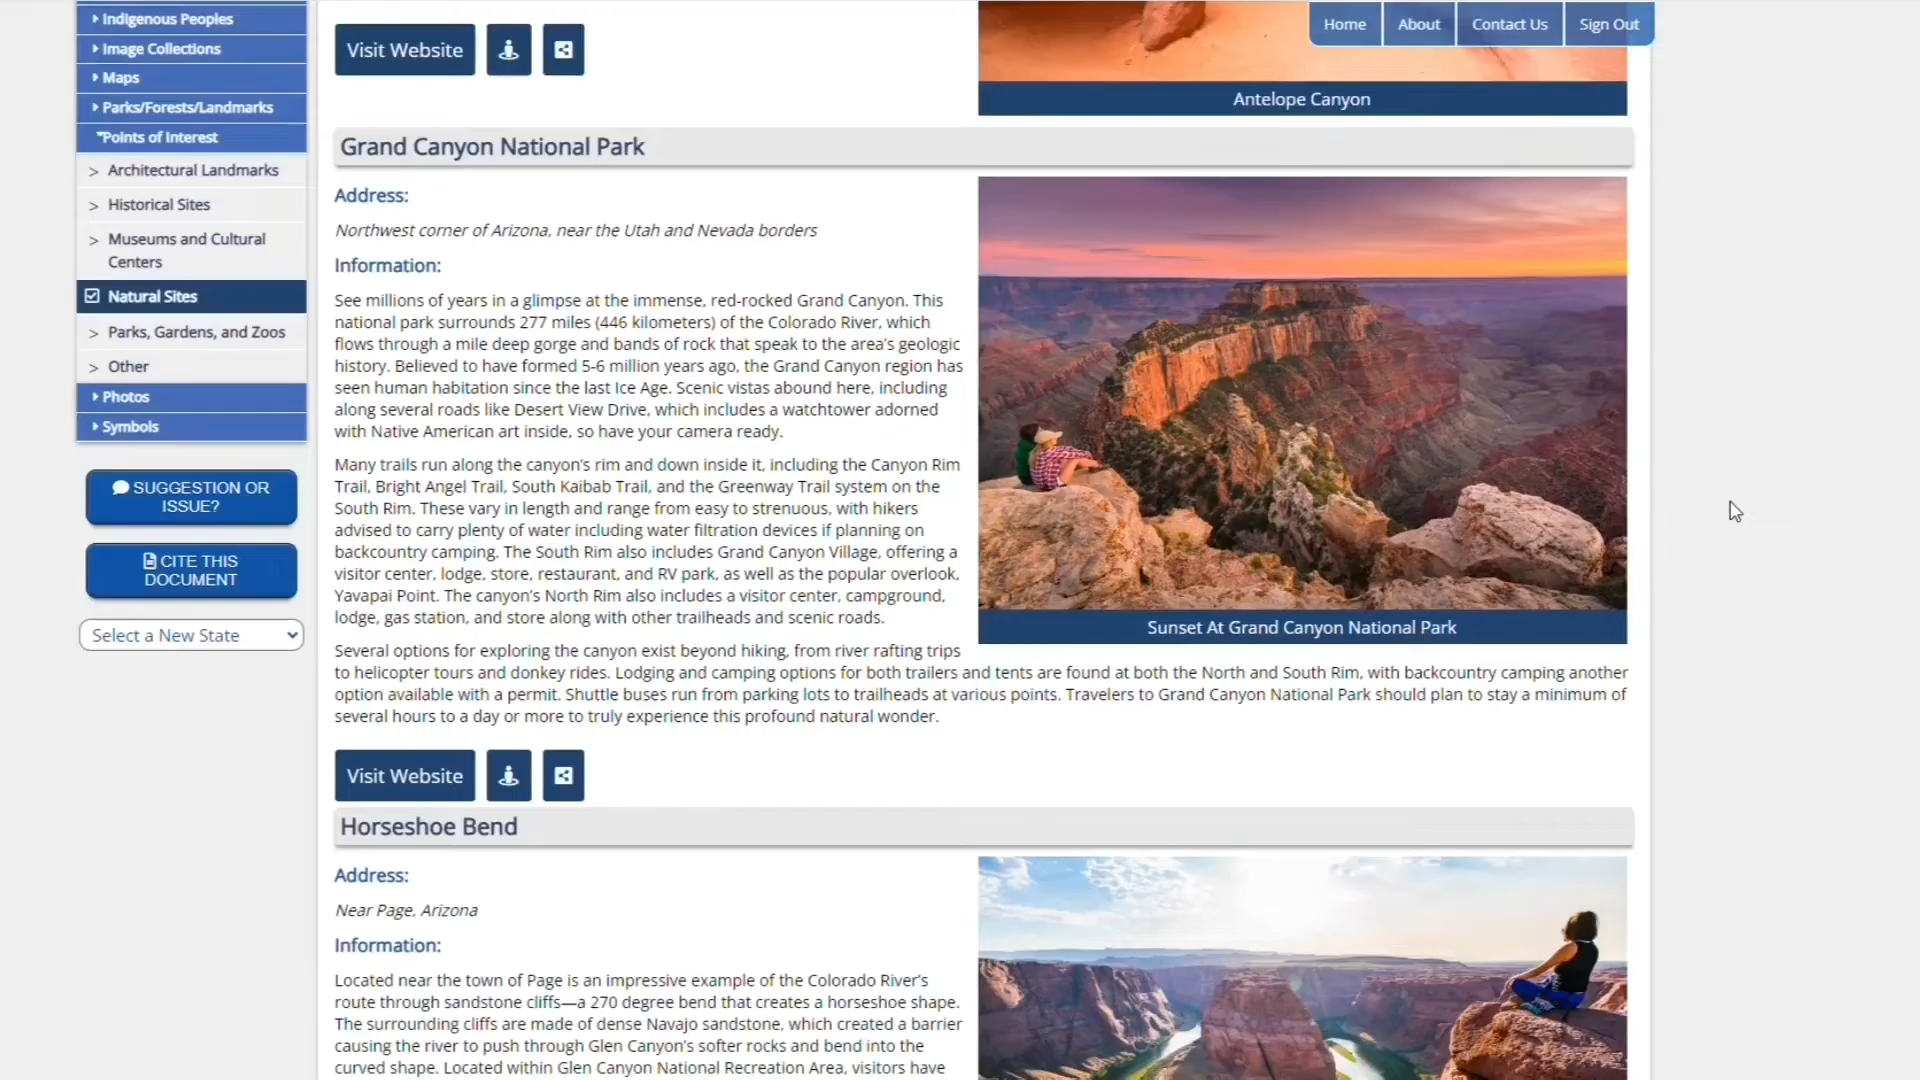 Indigenous Peoples
Image Collections
Maps
Parks/Forests/Landmarks
Points of Interest
> Architectural Landmarks
> Historical Sites
> Museums and Cultural
Centers
Natural Sites
> Parks, Gardens, and Zoos
> Other
Photos
Symbols
SUGGESTION OR
ISSUE?
CITE THIS
DOCUMENT
Select a New State
Home
About
Contact Us
Sign Out
Visit Website
Antelope Canyon
Grand Canyon National Park
Address:
Northwest corner of Arizona, near the Utah and Nevada borders
Information:
See millions of years in a glimpse at the immense, red-rocked Grand Canyon. This
national park surrounds 277 miles (446 kilometers) of the Colorado River, which
flows through a mile deep gorge and bands of rock that speak to the area's geologic
history. Believed to have formed 5-6 million years ago, the Grand Canyon region has
seen human habitation since the last Ice Age. Scenic vistas abound here, including
along several roads like Desert View Drive, which includes a watchtower adorned
with Native American art inside, so have your camera ready.
Many trails run along the canyon's rim and down inside it, including the Canyon Rim
Trail, Bright Angel Trail, South Kaibab Trail, and the Greenway Trail system on the
South Rim. These vary in length and range from easy to strenuous, with hikers
advised to carry plenty of water including water filtration devices if planning on
backcountry camping. The South Rim also includes Grand Canyon Village, offering a
visitor center, lodge, store, restaurant, and RV park, as well as the popular overlook,
Yavapai Point. The canyon's North Rim also includes a visitor center, campground,
lodge, gas station, and store along with other trailheads and scenic roads.
Sunset At Grand Canyon National Park
Several options for exploring the canyon exist beyond hiking, from river rafting trips
to helicopter tours and donkey rides. Lodging and camping options for both trailers and tents are found at both the North and South Rim, with backcountry camping another
option available with a permit. Shuttle buses run from parking lots to trailheads at various points. Travelers to Grand Canyon National Park should plan to stay a minimum of
several hours to a day or more to truly experience this profound natural wonder.
Visit Website
Horseshoe Bend
Address:
Near Page, Arizona
Information:
Located near the town of Page is an impressive example of the Colorado River's
route through sandstone cliffs—a 270 degree bend that creates a horseshoe shape.
The surrounding cliffs are made of dense Navajo sandstone, which created a barrier
causing the river to push through Glen Canyon's softer rocks and bend into the
curved shape. Located within Glen Canyon National Recreation Area, visitors have